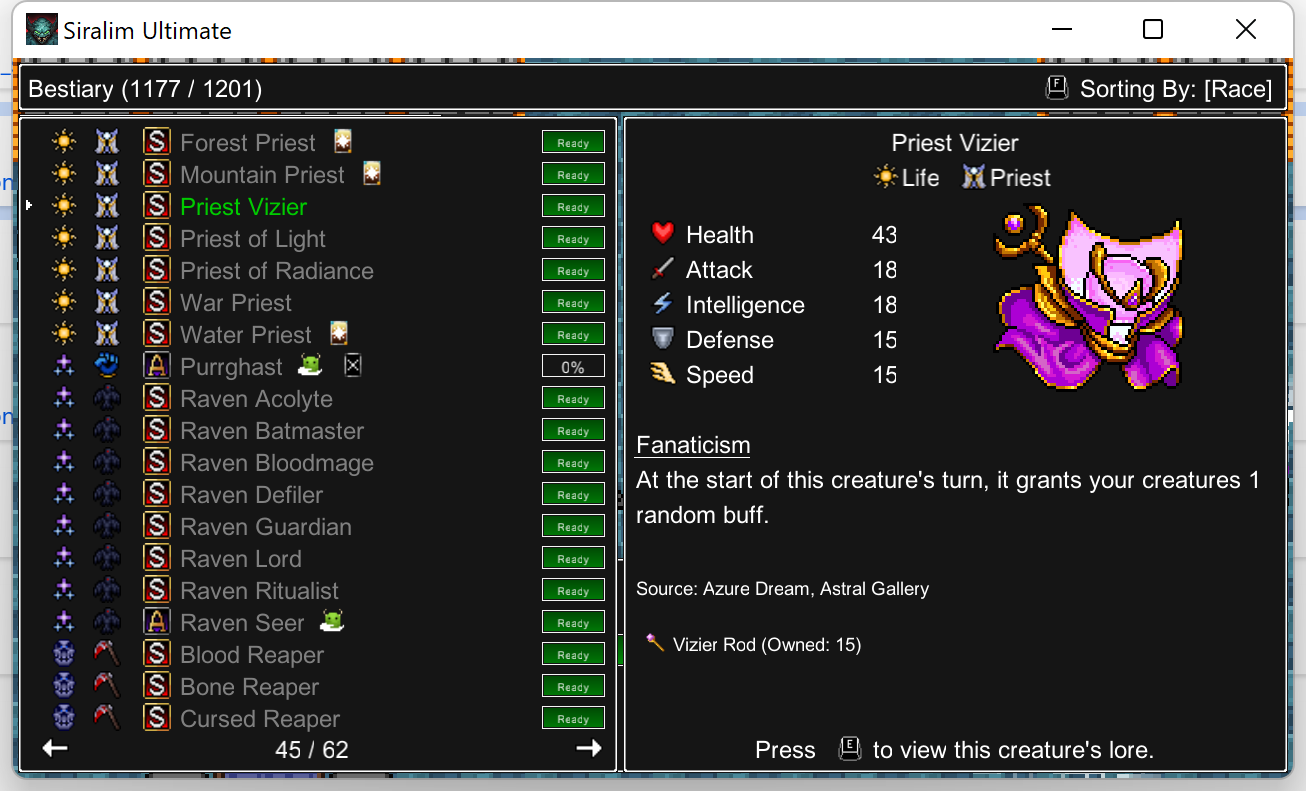 Siralim Ultimate
Bestiary (1177 / 1201)
F Sorting By: [Race]
S Forest Priest Ready
S Mountain Priest Ready
S Priest Vizier Ready
S Priest of Light Ready
S Priest of Radiance Ready
S War Priest Ready
S Water Priest Ready
A Purrghast 0%
S Raven Acolyte Ready
S Raven Batmaster Ready
S Raven Bloodmage Ready
S Raven Defiler Ready
S Raven Guardian Ready
S Raven Lord Ready
S Raven Ritualist Ready
A Raven Seer Ready
S Blood Reaper Ready
S Bone Reaper Ready
S Cursed Reaper Ready
45 / 62
Priest Vizier
Life Priest
Health 43
Attack 18
Intelligence 18
Defense 15
Speed 15
Fanaticism
At the start of this creature's turn, it grants your creatures 1
random buff.
Source: Azure Dream, Astral Gallery
Vizier Rod (Owned: 15)
Press E to view this creature's lore.